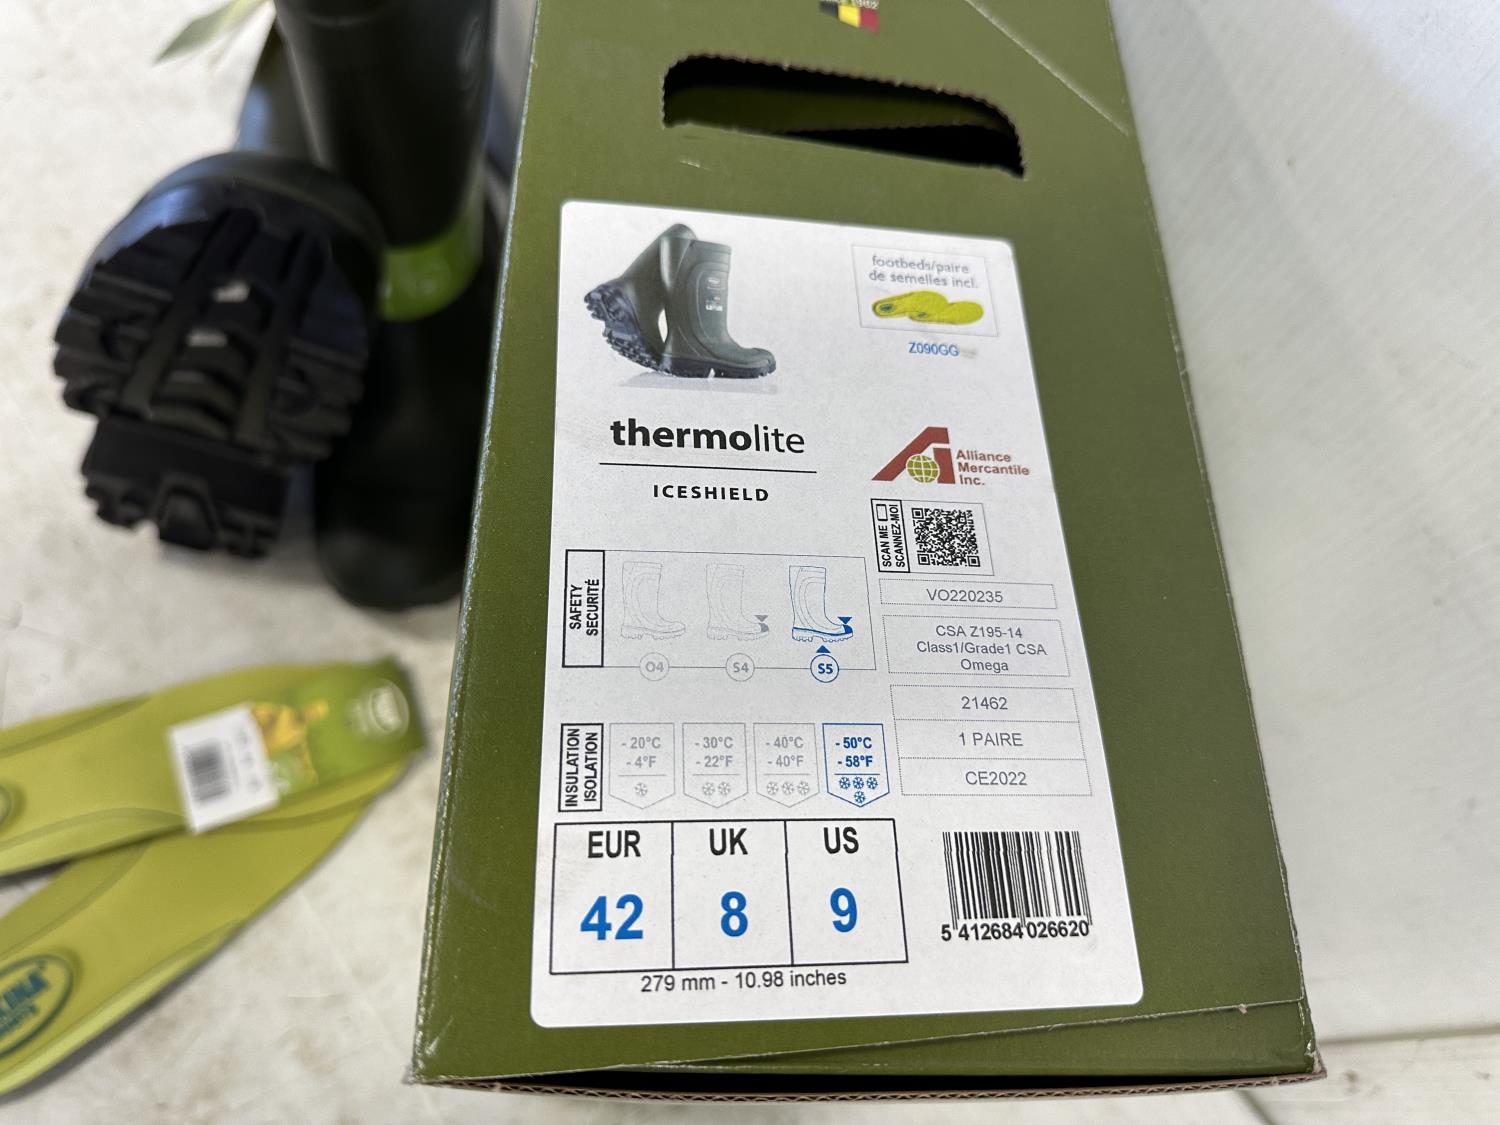 footbeds/paire
de semelles incl.
Z090GG
thermolite
ICESHIELD
Alliance
Mercantile
Inc.
SCAN ME
SCANNEZ-MOI
SAFETY
SECURITÉ
O4
S4
S5
VO220235
CSA Z195-14
Class1/Grade1 CSA
Omega
21462
1 PAIRE
CE2022
INSULATION
ISOLATION
- 20°C
- 4°F
- 30°C
- 22°F
- 40°C
- 40°F
- 50°C
- 58°F
EUR
UK
US
42
8
9
279 mm - 10.98 inches
5 412684 026620